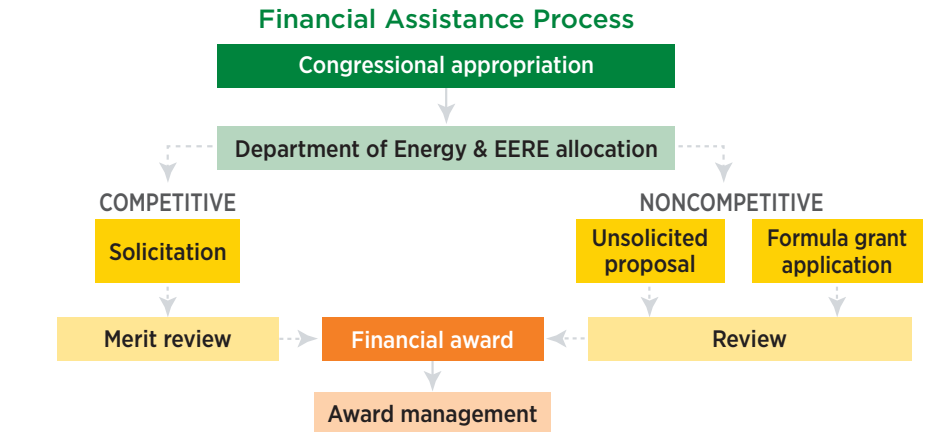 Financial Assistance Process
Congressional appropriation
Department of Energy & EERE allocation
COMPETITIVE
NONCOMPETITIVE
Solicitation
Unsolicited
proposal
Formula grant
application
Merit review
Financial award
Review
Award management